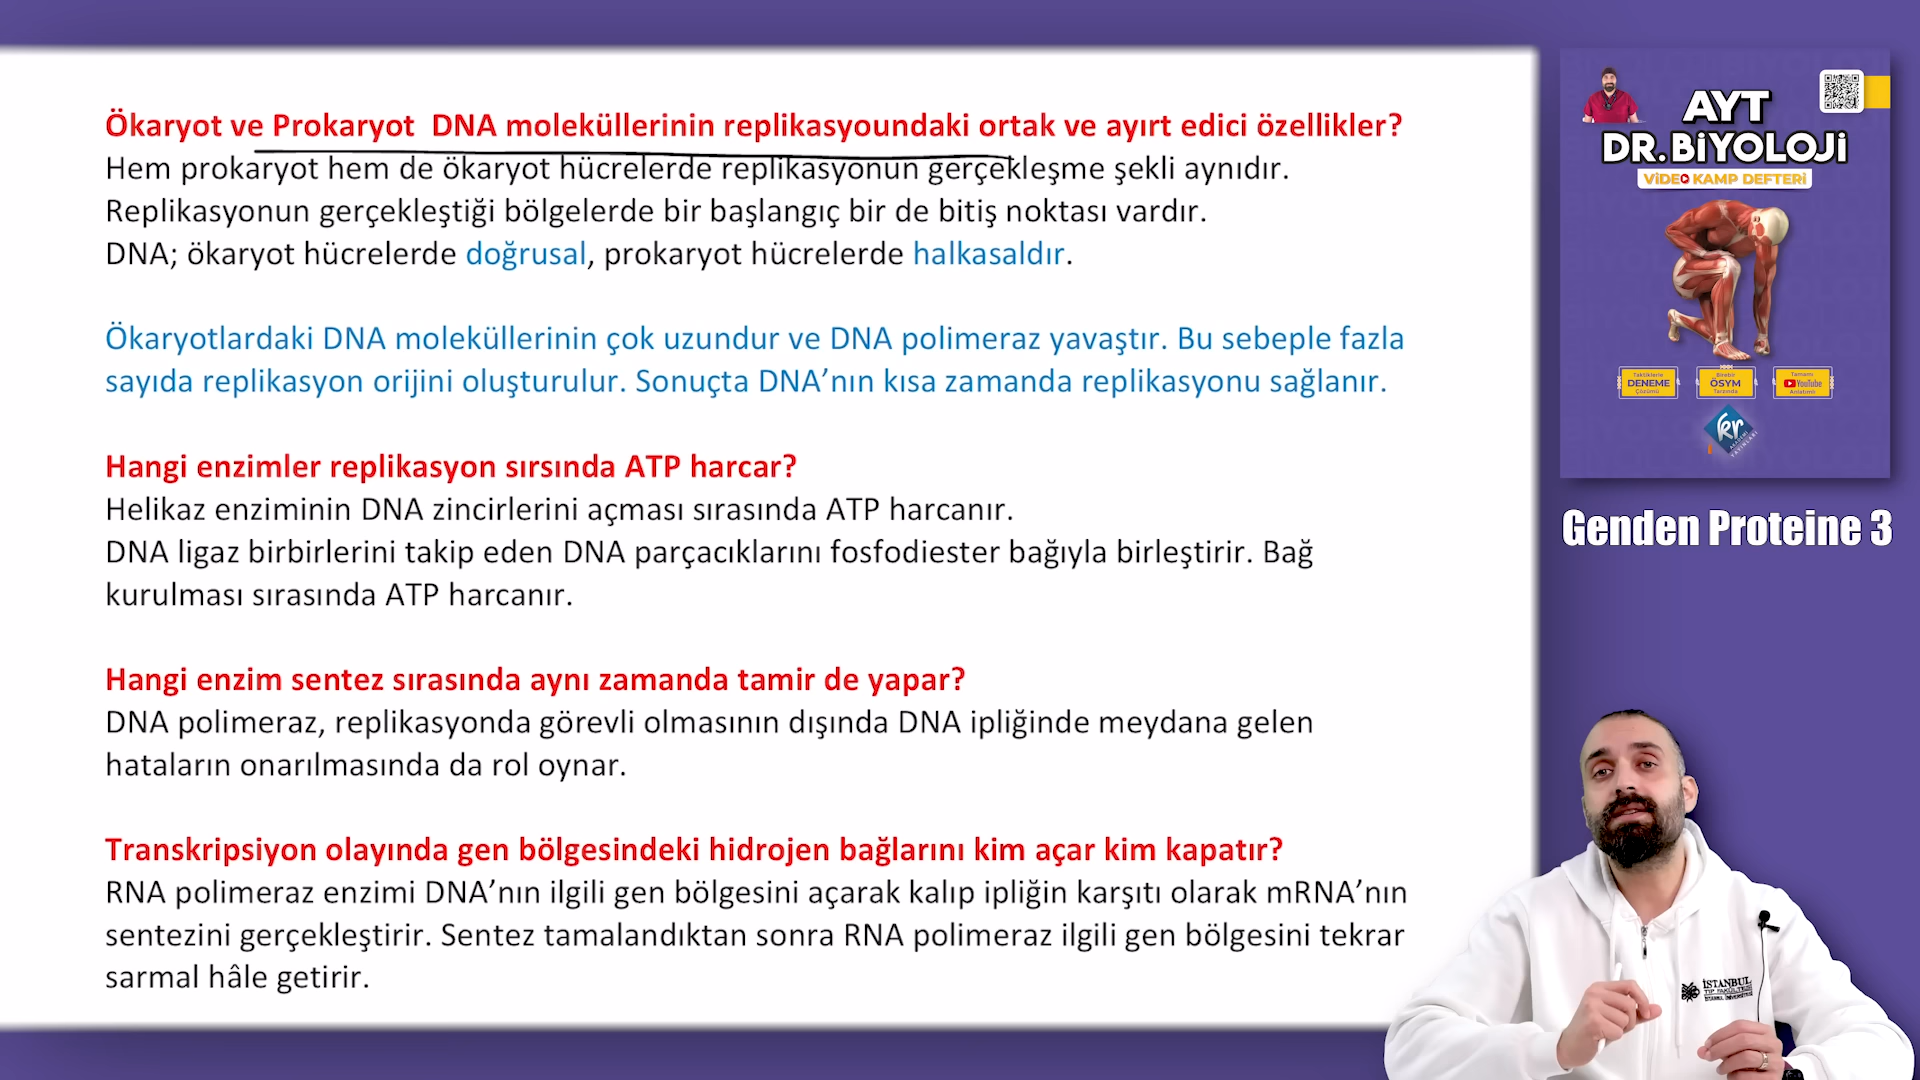 Ökaryot ve Prokaryot  DNA moleküllerinin replikasyoundaki ortak ve ayırt edici özellikler?
Hem prokaryot hem de ökaryot hücrelerde replikasyonun gerçekleşme şekli aynıdır.
Replikasyonun gerçekleştiği bölgelerde bir başlangıç bir de bitiş noktası vardır.
DNA; ökaryot hücrelerde doğrusal, prokaryot hücrelerde halkasaldır.
Ökaryotlardaki DNA moleküllerinin çok uzundur ve DNA polimeraz yavaştır. Bu sebeple fazla
sayıda replikasyon orijini oluşturulur. Sonuçta DNA’nın kısa zamanda replikasyonu sağlanır.
Hangi enzimler replikasyon sırsında ATP harcar?
Helikaz enziminin DNA zincirlerini açması sırasında ATP harcanır.
DNA ligaz birbirlerini takip eden DNA parçacıklarını fosfodiester bağıyla birleştirir. Bağ
kurulması sırasında ATP harcanır.
Hangi enzim sentez sırasında aynı zamanda tamir de yapar?
DNA polimeraz, replikasyonda görevli olmasının dışında DNA ipliğinde meydana gelen
hataların onarılmasında da rol oynar.
Transkripsiyon olayında gen bölgesindeki hidrojen bağlarını kim açar kim kapatır?
RNA polimeraz enzimi DNA’nın ilgili gen bölgesini açarak kalıp ipliğin karşıtı olarak mRNA’nın
sentezini gerçekleştirir. Sentez tamalandıktan sonra RNA polimeraz ilgili gen bölgesini tekrar
sarmal hâle getirir.
AYT
DR.BİYOLOJİ
VİDEO KAMP DEFTERİ
DENEME
ÖSYM
YouTube
kr
Genden Proteine 3
İSTANBUL
TIP FAKÜLTESİ